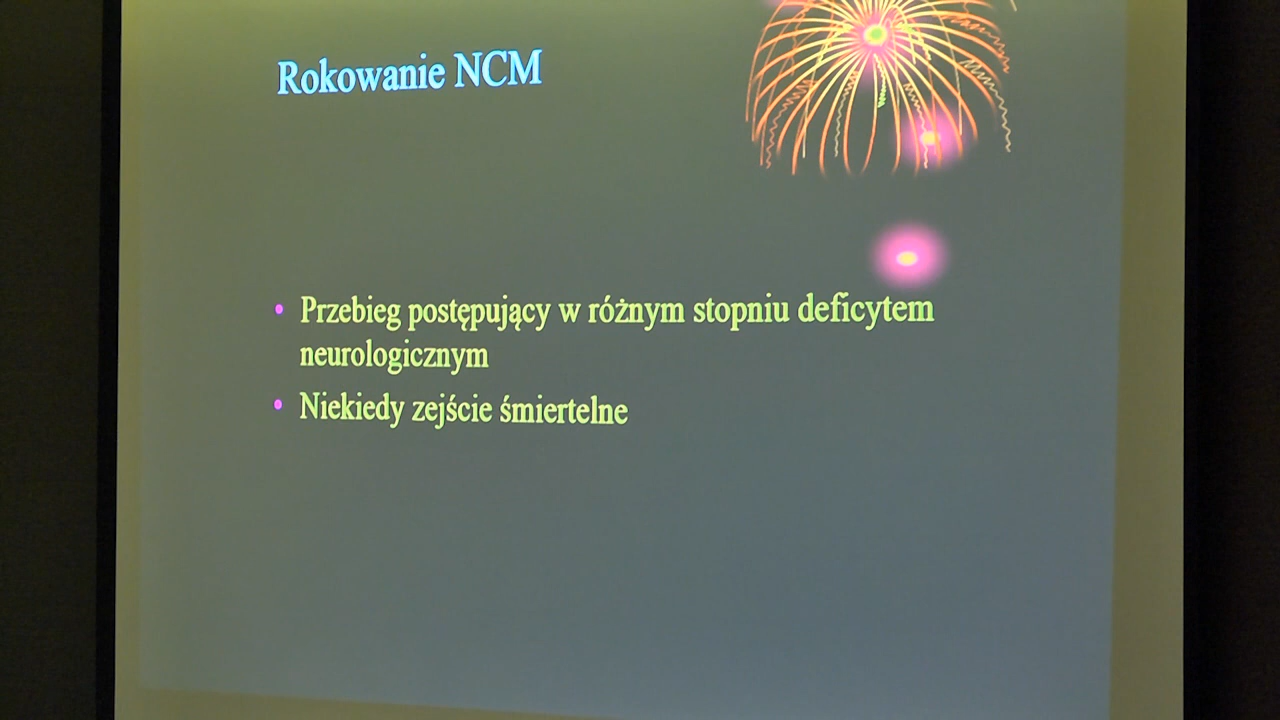 Rokowanie NCM
• Przebieg postępujący w różnym stopniu deficytem
neurologicznym
• Niekiedy zejście śmiertelne